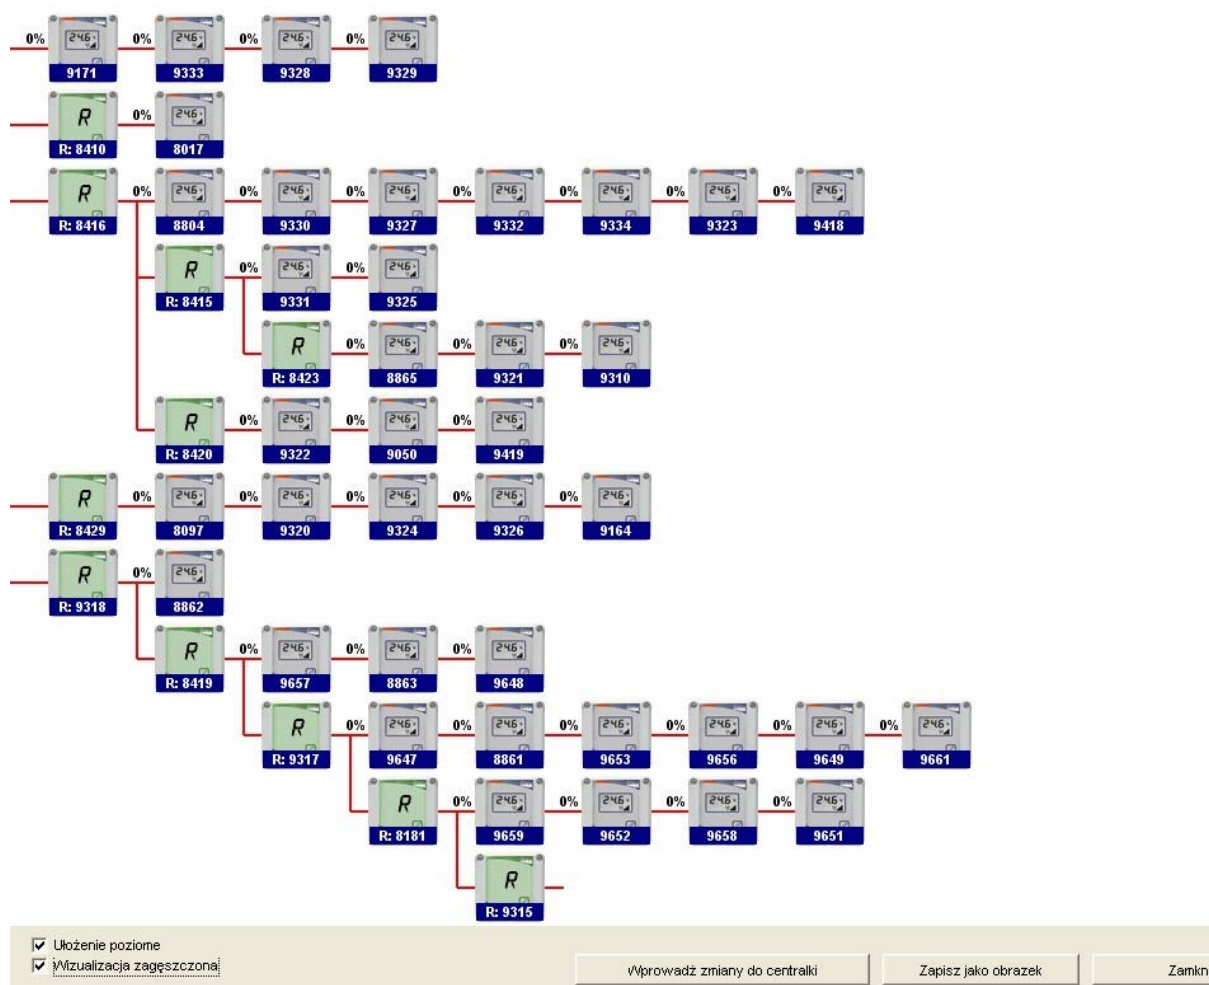 0% 0% 0% 0%
9171 9333 9328 9329
R 0%
R: 8410 8017
R 0% 0% 0% 0% 0% 0% 0%
R: 8416 8804 9330 9327 9332 9334 9323 9418
R 0% 0%
R: 8415 9331 9325
R 0% 0% 0%
R: 8423 8865 9321 9310
R 0% 0% 0%
R: 8420 9322 9050 9419
R 0% 0% 0% 0% 0%
R: 8429 8097 9320 9324 9326 9164
R 0%
R: 9318 8862
R 0% 0% 0%
R: 8419 9657 8863 9648
R 0% 0% 0% 0% 0% 0%
R: 9317 9647 8861 9653 9656 9649 9661
R 0% 0% 0% 0%
R: 8181 9659 9652 9658 9651
R
R: 9315
Ułożenie poziome
Wizualizacja zagęszczona
Wprowadź zmiany do centralki Zapisz jako obrazek Zamkn